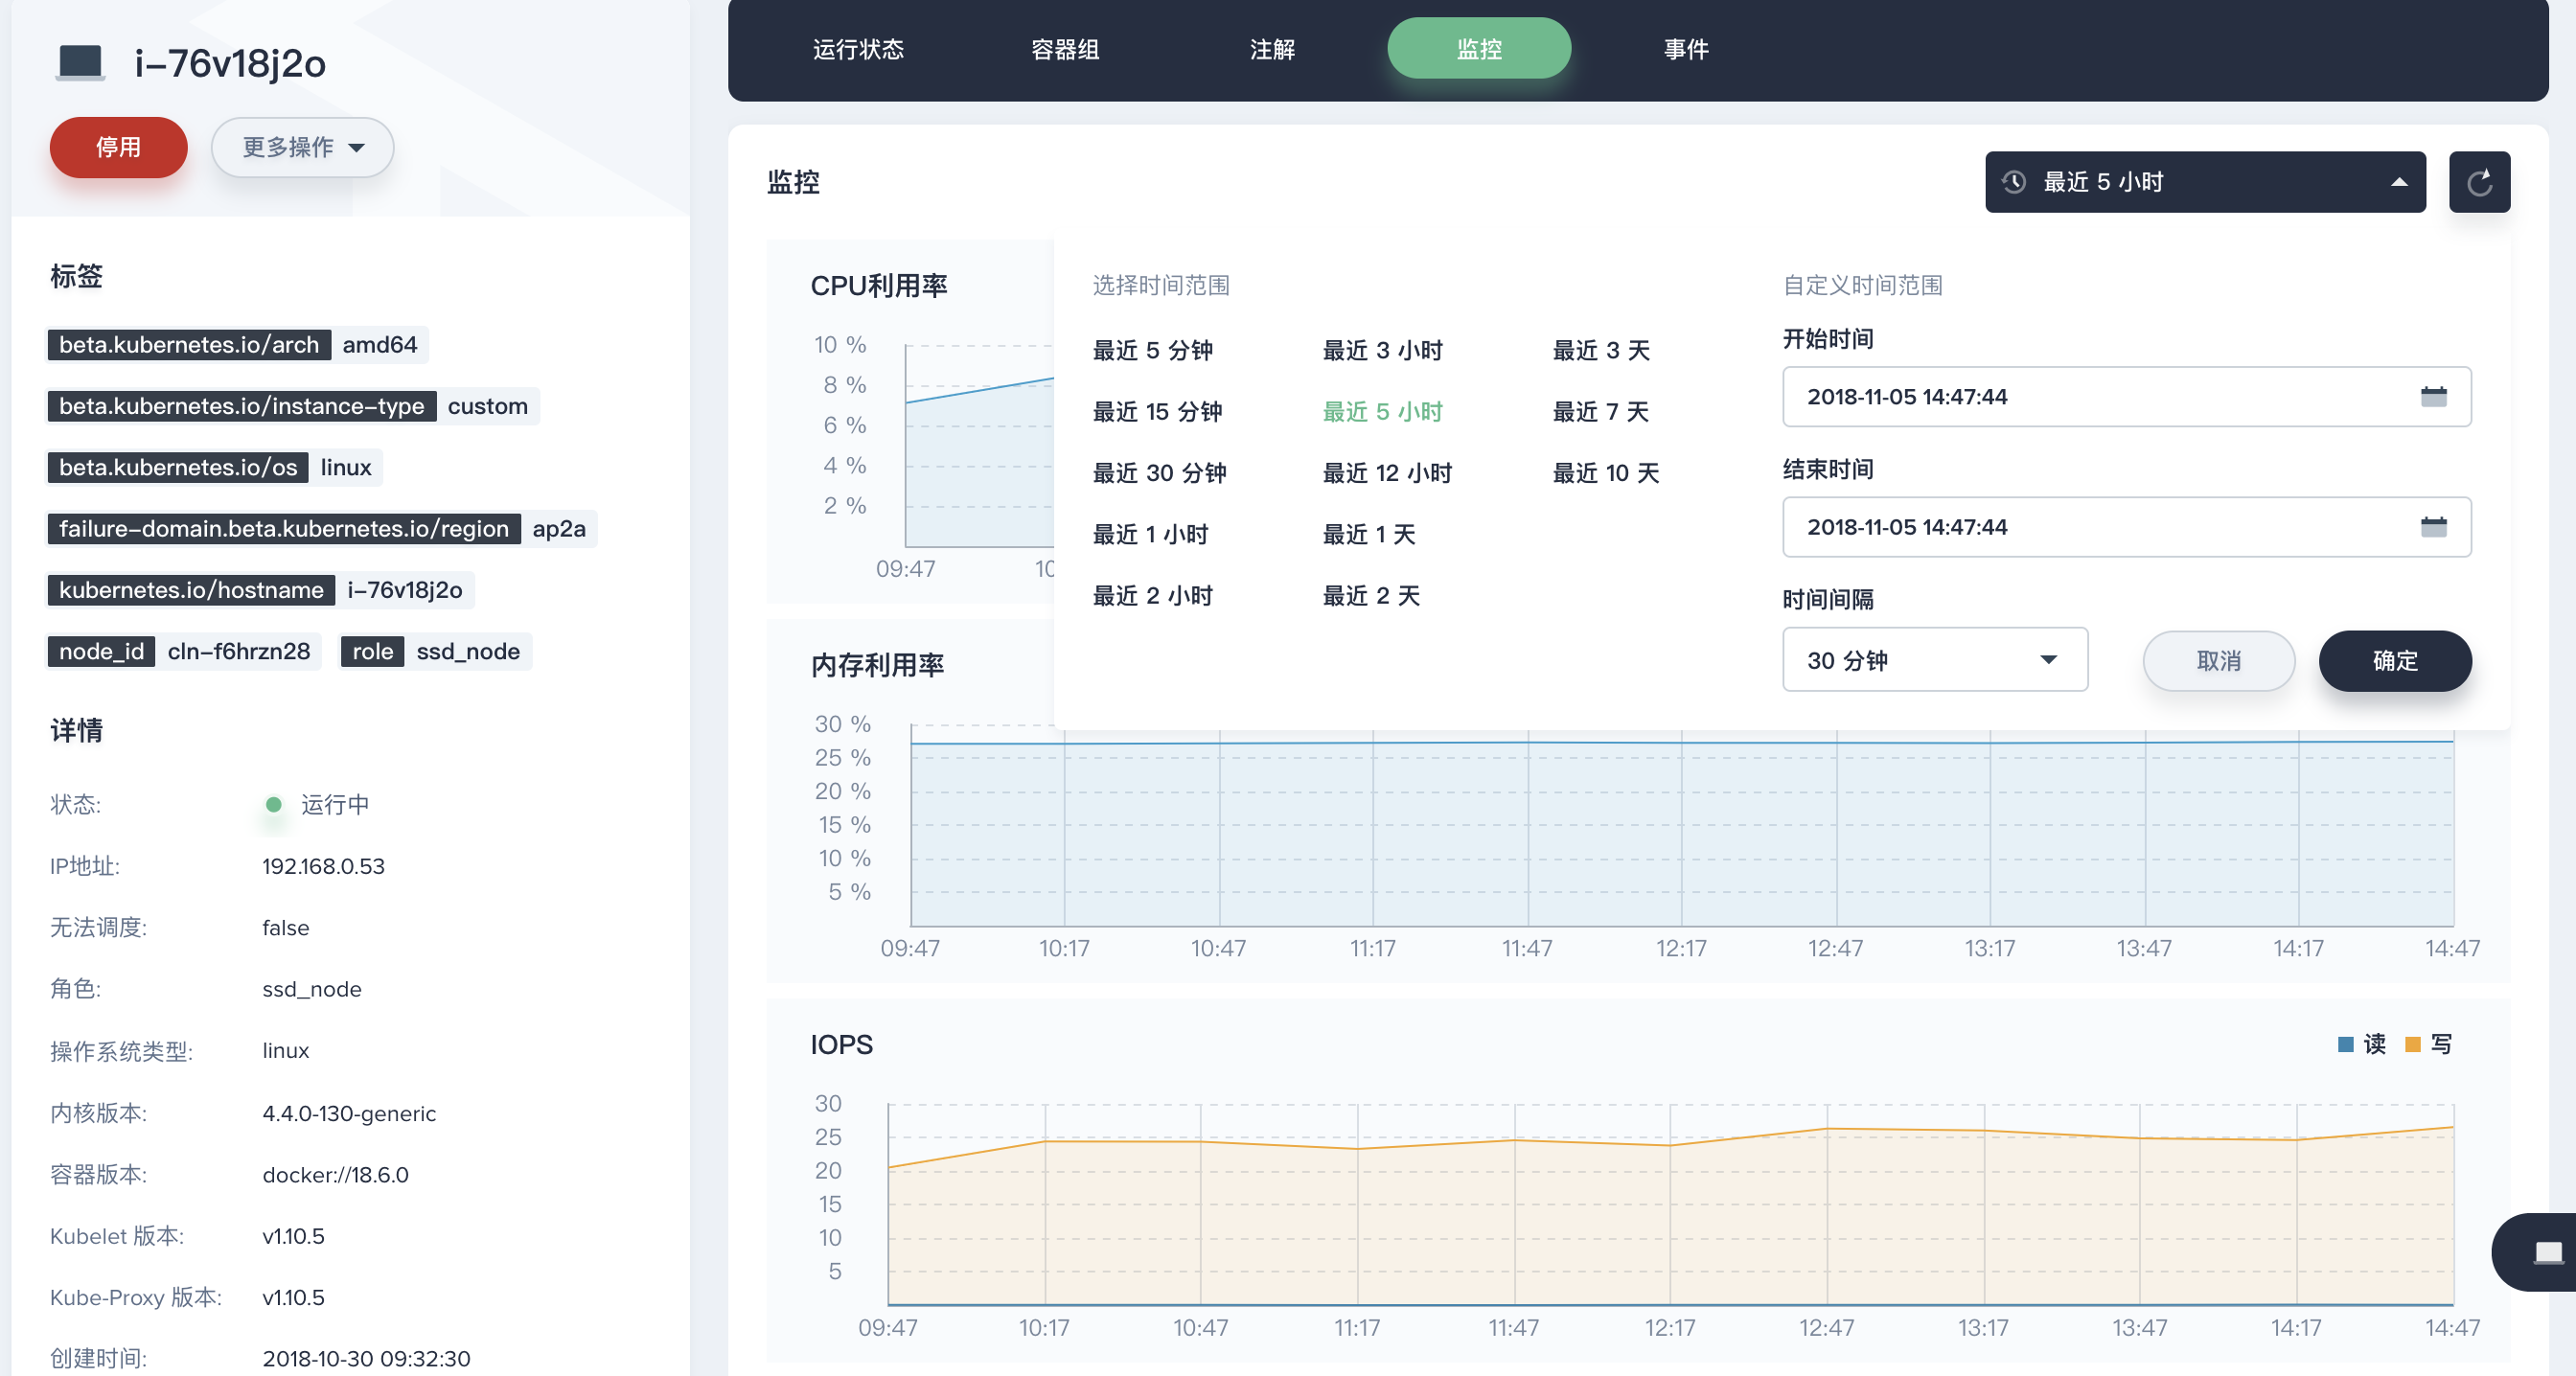 i-76v18j2o
停用
更多操作
标签
beta.kubernetes.io/arch amd64
beta.kubernetes.io/instance-type custom
beta.kubernetes.io/os linux
failure-domain.beta.kubernetes.io/region ap2a
kubernetes.io/hostname i-76v18j2o
node_id cln-f6hrzn28 role ssd_node
详情
状态: 运行中
IP地址: 192.168.0.53
无法调度: false
角色: ssd_node
操作系统类型: linux
内核版本: 4.4.0-130-generic
容器版本: docker://18.6.0
Kubelet 版本: v1.10.5
Kube-Proxy 版本: v1.10.5
创建时间: 2018-10-30 09:32:30
运行状态 容器组 注解 监控 事件
监控
最近 5 小时
CPU利用率
10 %
8 %
6 %
4 %
2 %
09:47
选择时间范围
最近 5 分钟 最近 3 小时 最近 3 天
最近 15 分钟 最近 5 小时 最近 7 天
最近 30 分钟 最近 12 小时 最近 10 天
最近 1 小时 最近 1 天
最近 2 小时 最近 2 天
自定义时间范围
开始时间
2018-11-05 14:47:44
结束时间
2018-11-05 14:47:44
时间间隔
30 分钟
取消
确定
内存利用率
30 %
25 %
20 %
15 %
10 %
5 %
09:47 10:17 10:47 11:17 11:47 12:17 12:47 13:17 13:47 14:17 14:47
IOPS
读 写
30
25
20
15
10
5
09:47 10:17 10:47 11:17 11:47 12:17 12:47 13:17 13:47 14:17 14:47